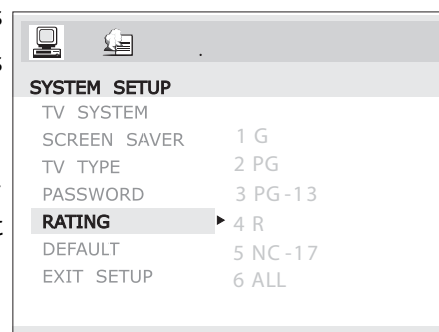 s
s
SYSTEM SETUP
TV SYSTEM
SCREEN SAVER
1 G
TV TYPE
2 PG
PASSWORD
3 PG-13
t
RATING
4 R
DEFAULT
5 NC-17
EXIT SETUP
6 ALL